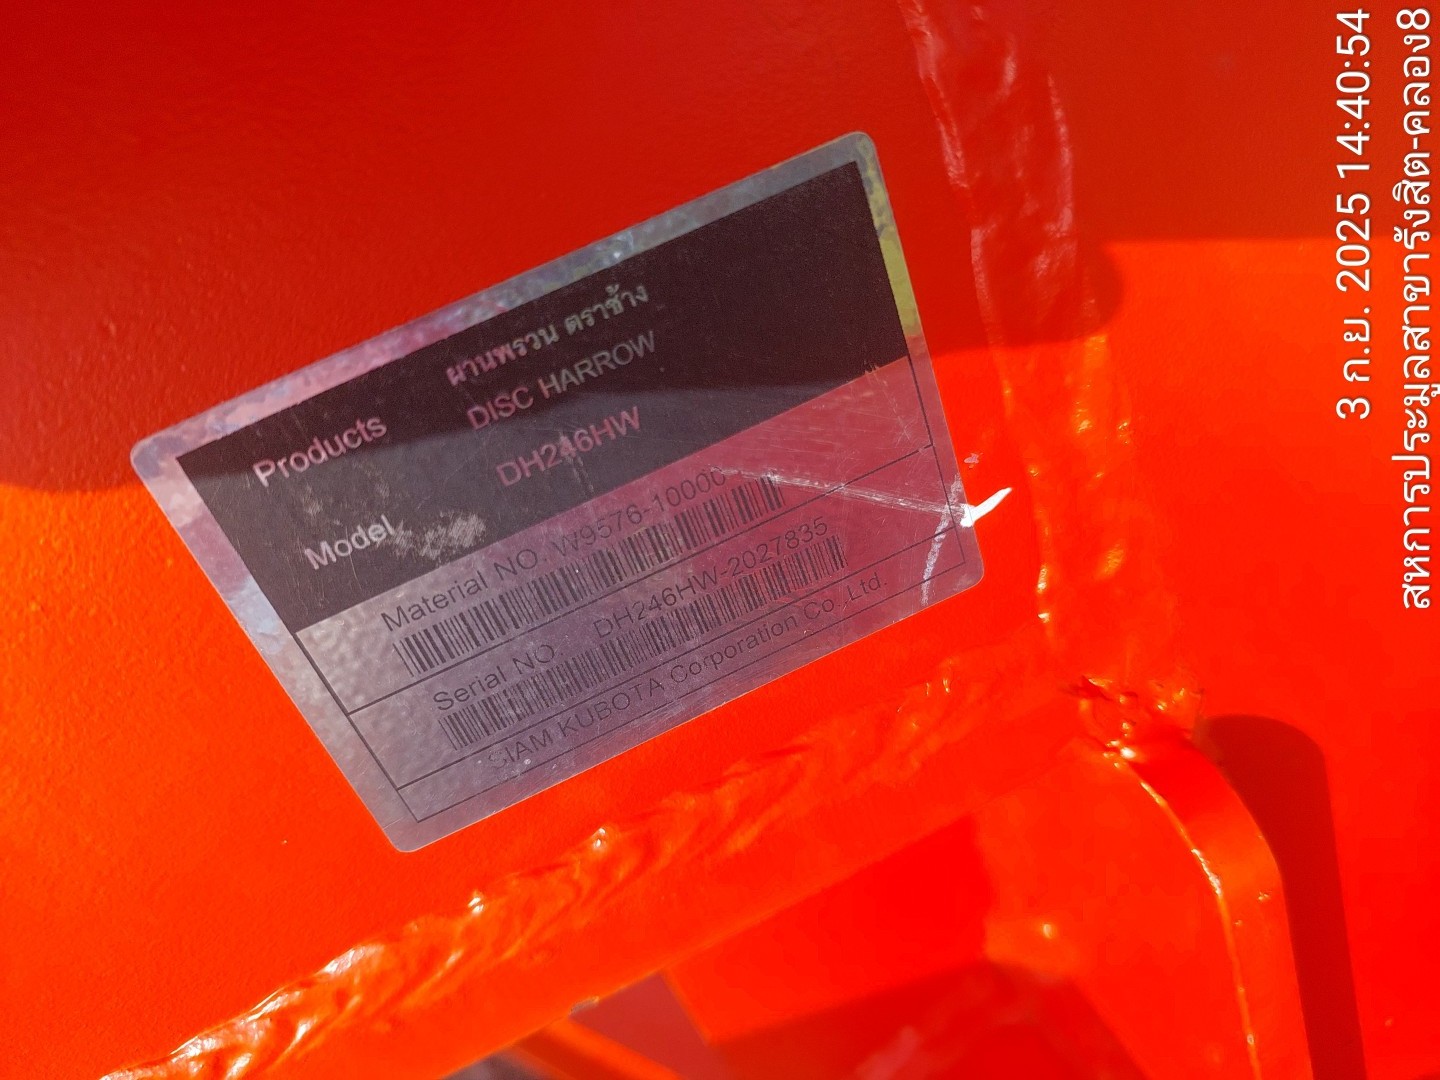 Products ผานพรวน ตราช้าง
DISC HARROW
Model DH246HW
Material NO. W9576-10000
Serial NO. DH246HW-2027835
SIAM KUBOTA Corporation Co.,Ltd.
3 ก.ย. 2025 14:40:54
สหการประมูลสาขารังสิต-คลอง8